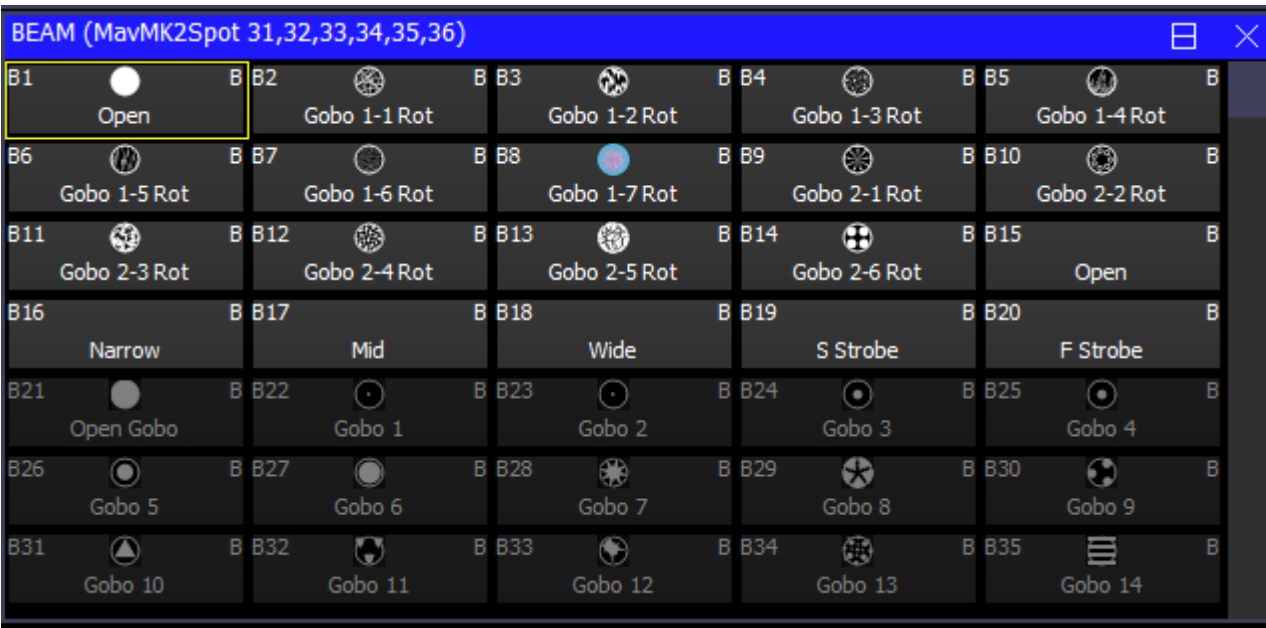 BEAM (MavMK2Spot 31,32,33,34,35,36)
B1 B B2 B B3 B B4 B B5 B
Open Gobo 1-1 Rot Gobo 1-2 Rot Gobo 1-3 Rot Gobo 1-4 Rot
B6 B B7 B B8 B B9 B B10 B
Gobo 1-5 Rot Gobo 1-6 Rot Gobo 1-7 Rot Gobo 2-1 Rot Gobo 2-2 Rot
B11 B B12 B B13 B B14 B B15 B
Gobo 2-3 Rot Gobo 2-4 Rot Gobo 2-5 Rot Gobo 2-6 Rot Open
B16 B B17 B B18 B B19 B B20 B
Narrow Mid Wide S Strobe F Strobe
B21 B B22 B B23 B B24 B B25 B
Open Gobo Gobo 1 Gobo 2 Gobo 3 Gobo 4
B26 B B27 B B28 B B29 B B30 B
Gobo 5 Gobo 6 Gobo 7 Gobo 8 Gobo 9
B31 B B32 B B33 B B34 B B35 B
Gobo 10 Gobo 11 Gobo 12 Gobo 13 Gobo 14